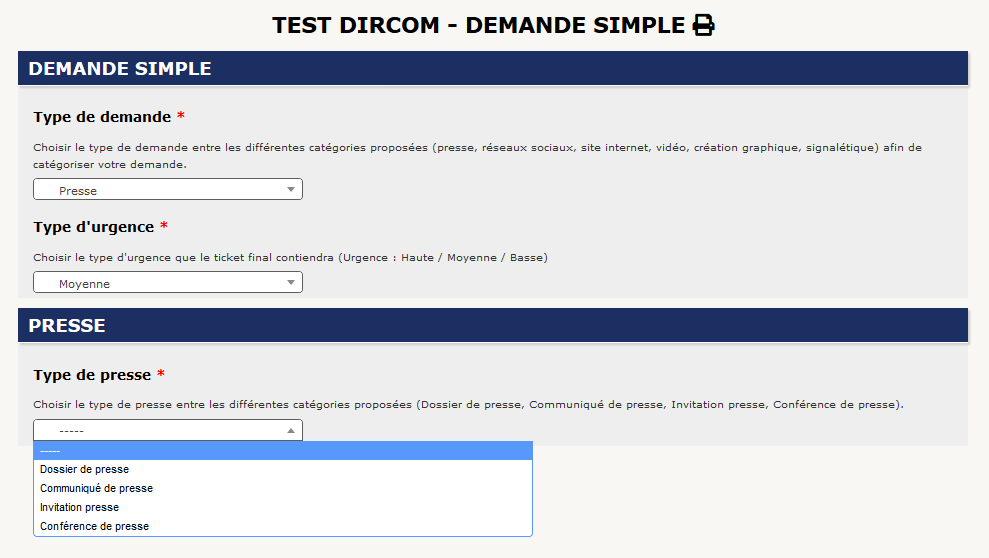 TEST DIRCOM - DEMANDE SIMPLE
DEMANDE SIMPLE
Type de demande *
Choisir le type de demande entre les différentes catégories proposées (presse, réseaux sociaux, site internet, vidéo, création graphique, signalétique) afin de
catégoriser votre demande.
Presse
Type d'urgence *
Choisir le type d'urgence que le ticket final contiendra (Urgence : Haute / Moyenne / Basse)
Moyenne
PRESSE
Type de presse *
Choisir le type de presse entre les différentes catégories proposées (Dossier de presse, Communiqué de presse, Invitation presse, Conférence de presse).
-----
-----
Dossier de presse
Communiqué de presse
Invitation presse
Conférence de presse